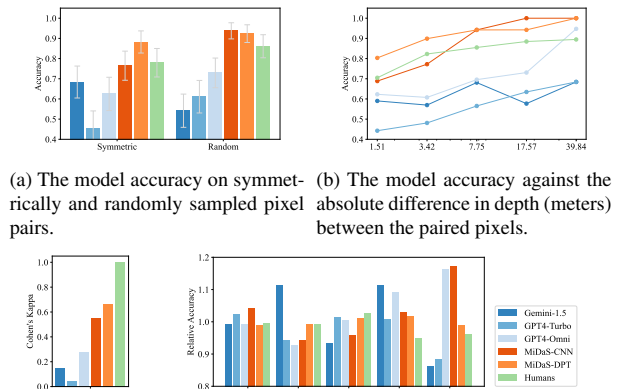 1.0
0.9
0.8
0.7
0.6
0.5
0.4
Accuracy
Symmetric
Random
1.0
0.9
0.8
0.7
0.6
0.5
0.4
Accuracy
1.51
3.42
7.75
17.57
39.84
(a) The model accuracy on symmet-
rically and randomly sampled pixel
pairs.
(b) The model accuracy against the
absolute difference in depth (meters)
between the paired pixels.
1.0
0.8
0.6
0.4
0.2
0.0
Cohen's Kappa
1.2
1.1
1.0
0.9
0.8
Relative Accuracy
Gemini-1.5
GPT4-Turbo
GPT4-Omni
MiDaS-CNN
MiDaS-DPT
Humans